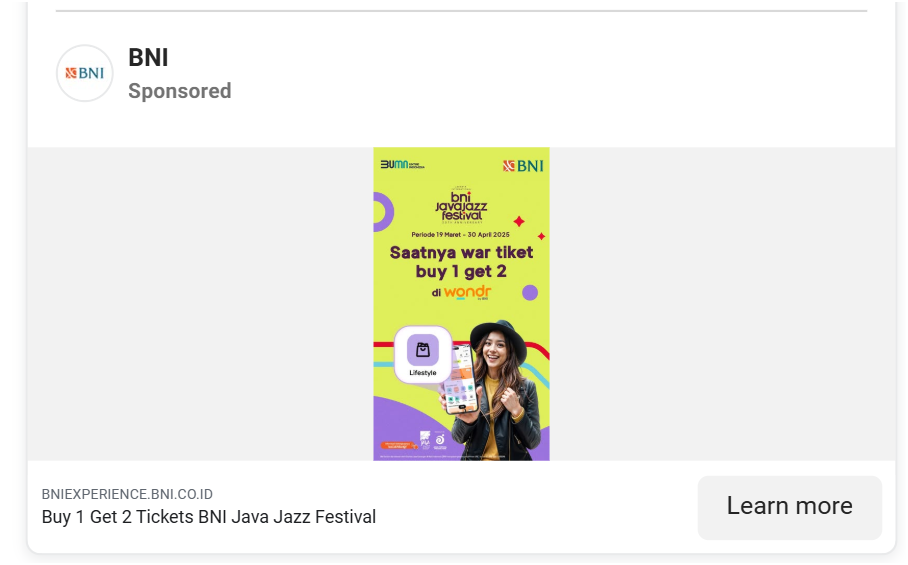 BNI
BNI
Sponsored
BUMN
BNI
bni
javajazz
festival
Periode 19 Maret - 30 April 2025
Saatnya war tiket
buy 1 get 2
di wondr
Lifestyle
BNIEXPERIENCE.BNI.CO.ID
Buy 1 Get 2 Tickets BNI Java Jazz Festival
Learn more